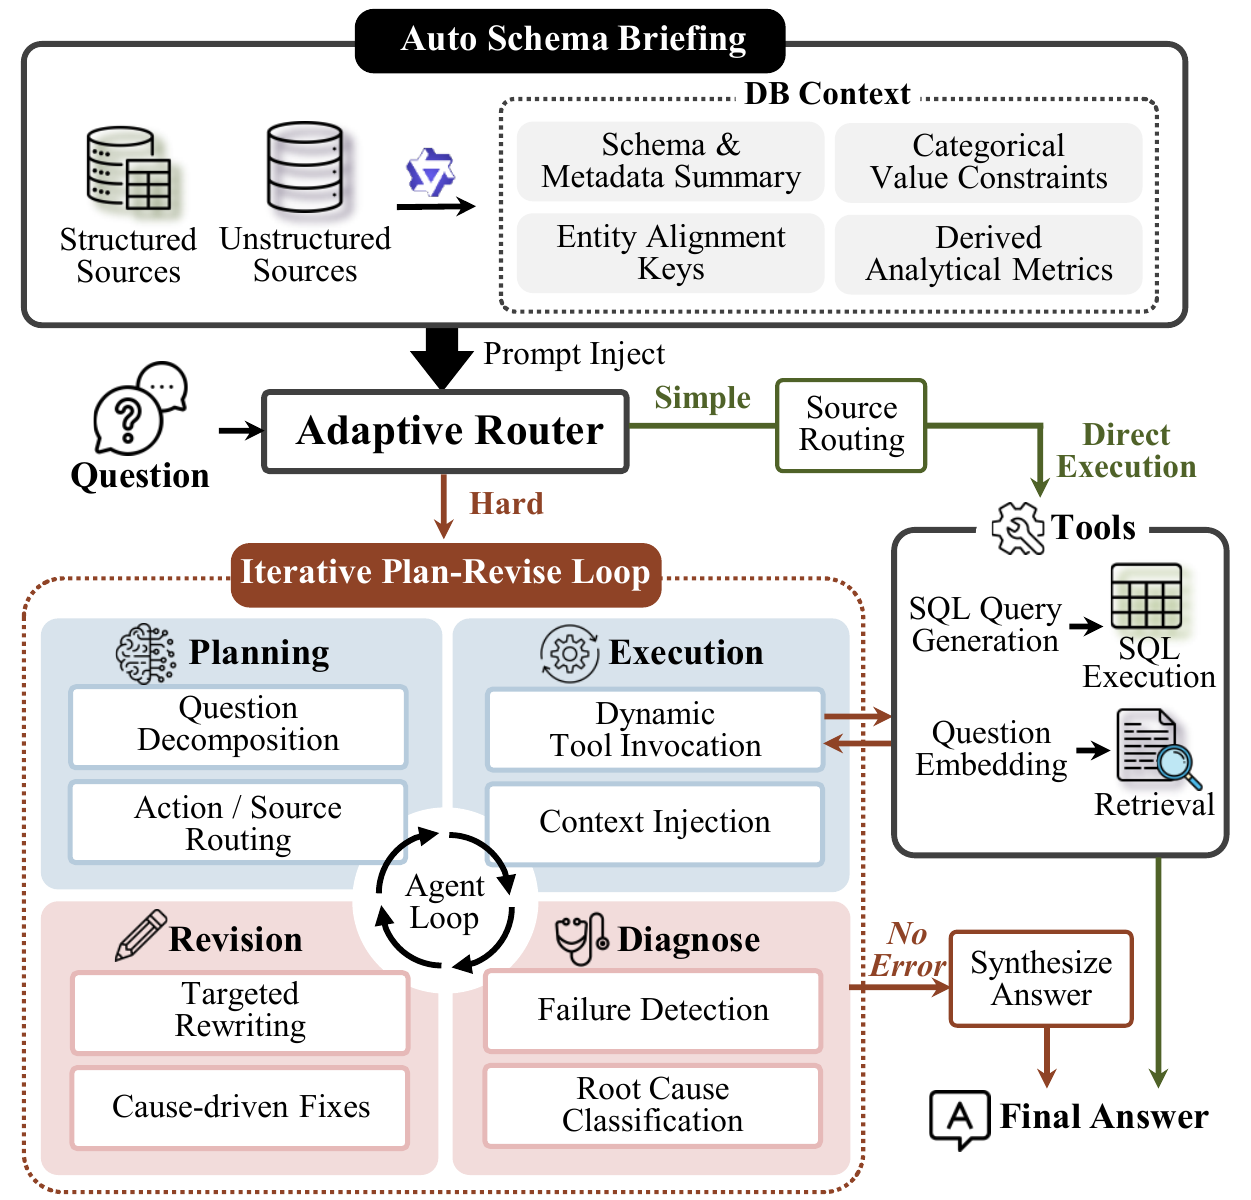 Auto Schema Briefing
DB Context
Structured
Sources
Unstructured
Sources
Schema &
Metadata Summary
Categorical
Value Constraints
Entity Alignment
Keys
Derived
Analytical Metrics
Prompt Inject
Question
Adaptive Router
Simple
Source
Routing
Direct
Execution
Hard
Tools
SQL Query
Generation
SQL
Execution
Question
Embedding
Retrieval
Iterative Plan-Revise Loop
Planning
Question
Decomposition
Action / Source
Routing
Execution
Dynamic
Tool Invocation
Context Injection
Agent
Loop
Revision
Targeted
Rewriting
Cause-driven Fixes
Diagnose
Failure Detection
Root Cause
Classification
No
Error
Synthesize
Answer
A
Final Answer